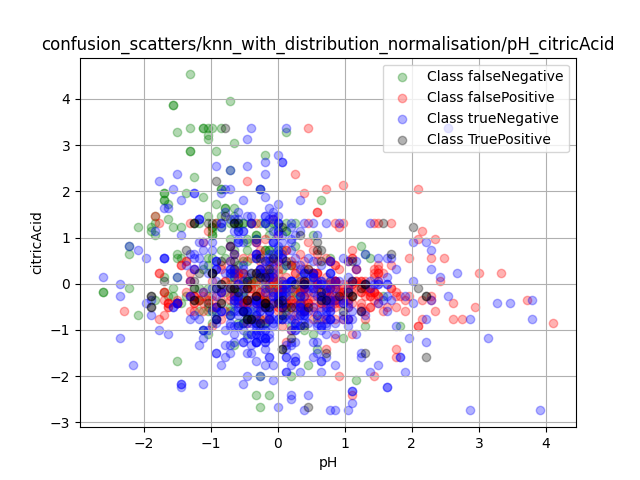 confusion_scatters/knn_with_distribution_normalisation/pH_citricAcid
Class falseNegative
Class falsePositive
Class trueNegative
Class TruePositive
citricAcid
4
3
2
1
0
−1
−2
−3
−2
−1
0
1
2
3
4
pH